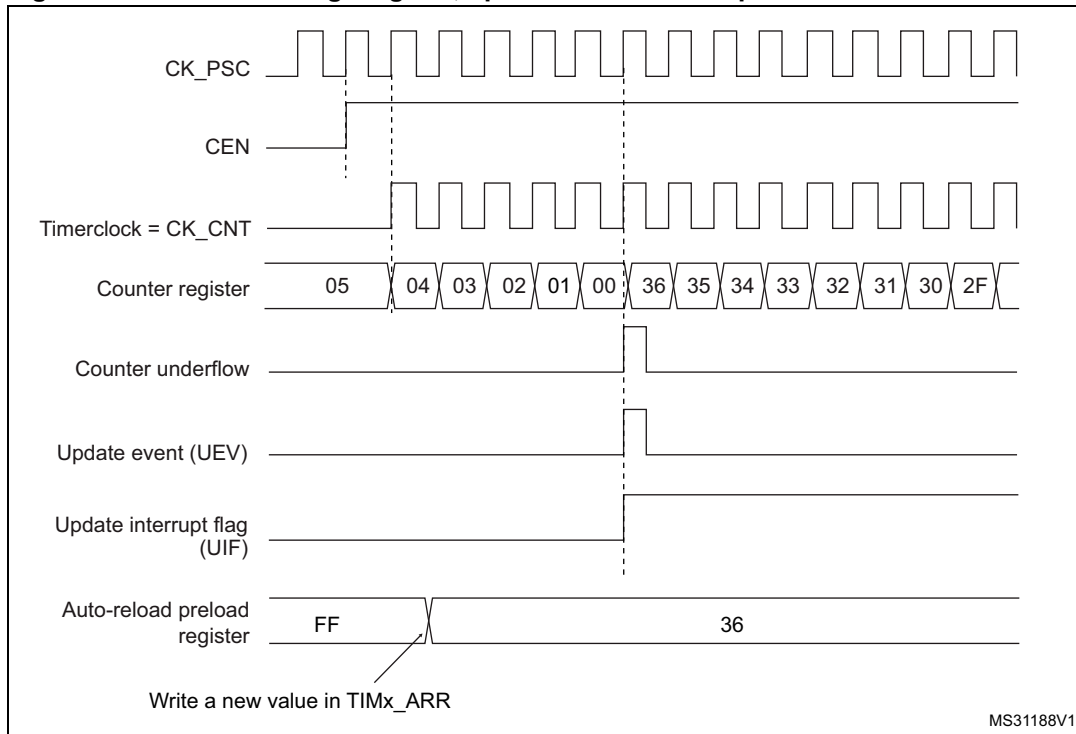 CK_PSC
CEN
Timerclock = CK_CNT
Counter register 05 04 03 02 01 00 36 35 34 33 32 31 30 2F
Counter underflow
Update event (UEV)
Update interrupt flag
(UIF)
Auto-reload preload
register
FF 36
Write a new value in TIMx_ARR
MS31188V1